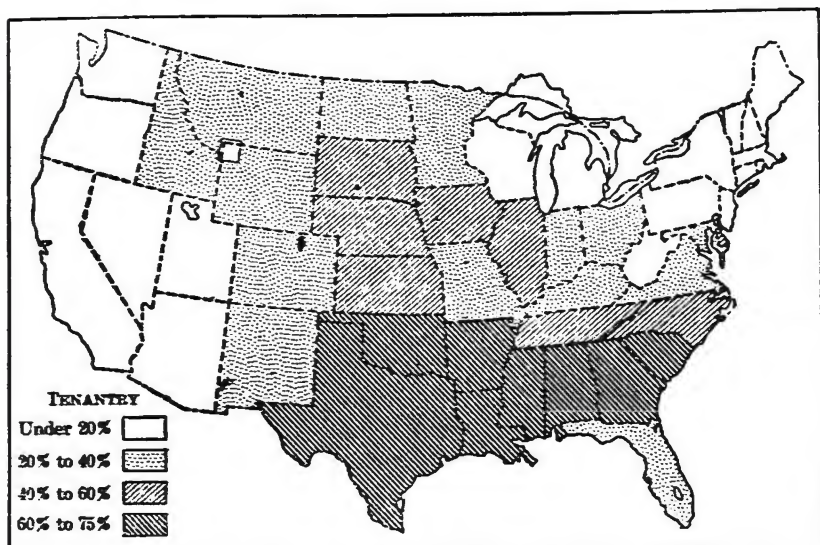 TENANTRY
Under 20%
20% to 40%
40% to 60%
60% to 75%